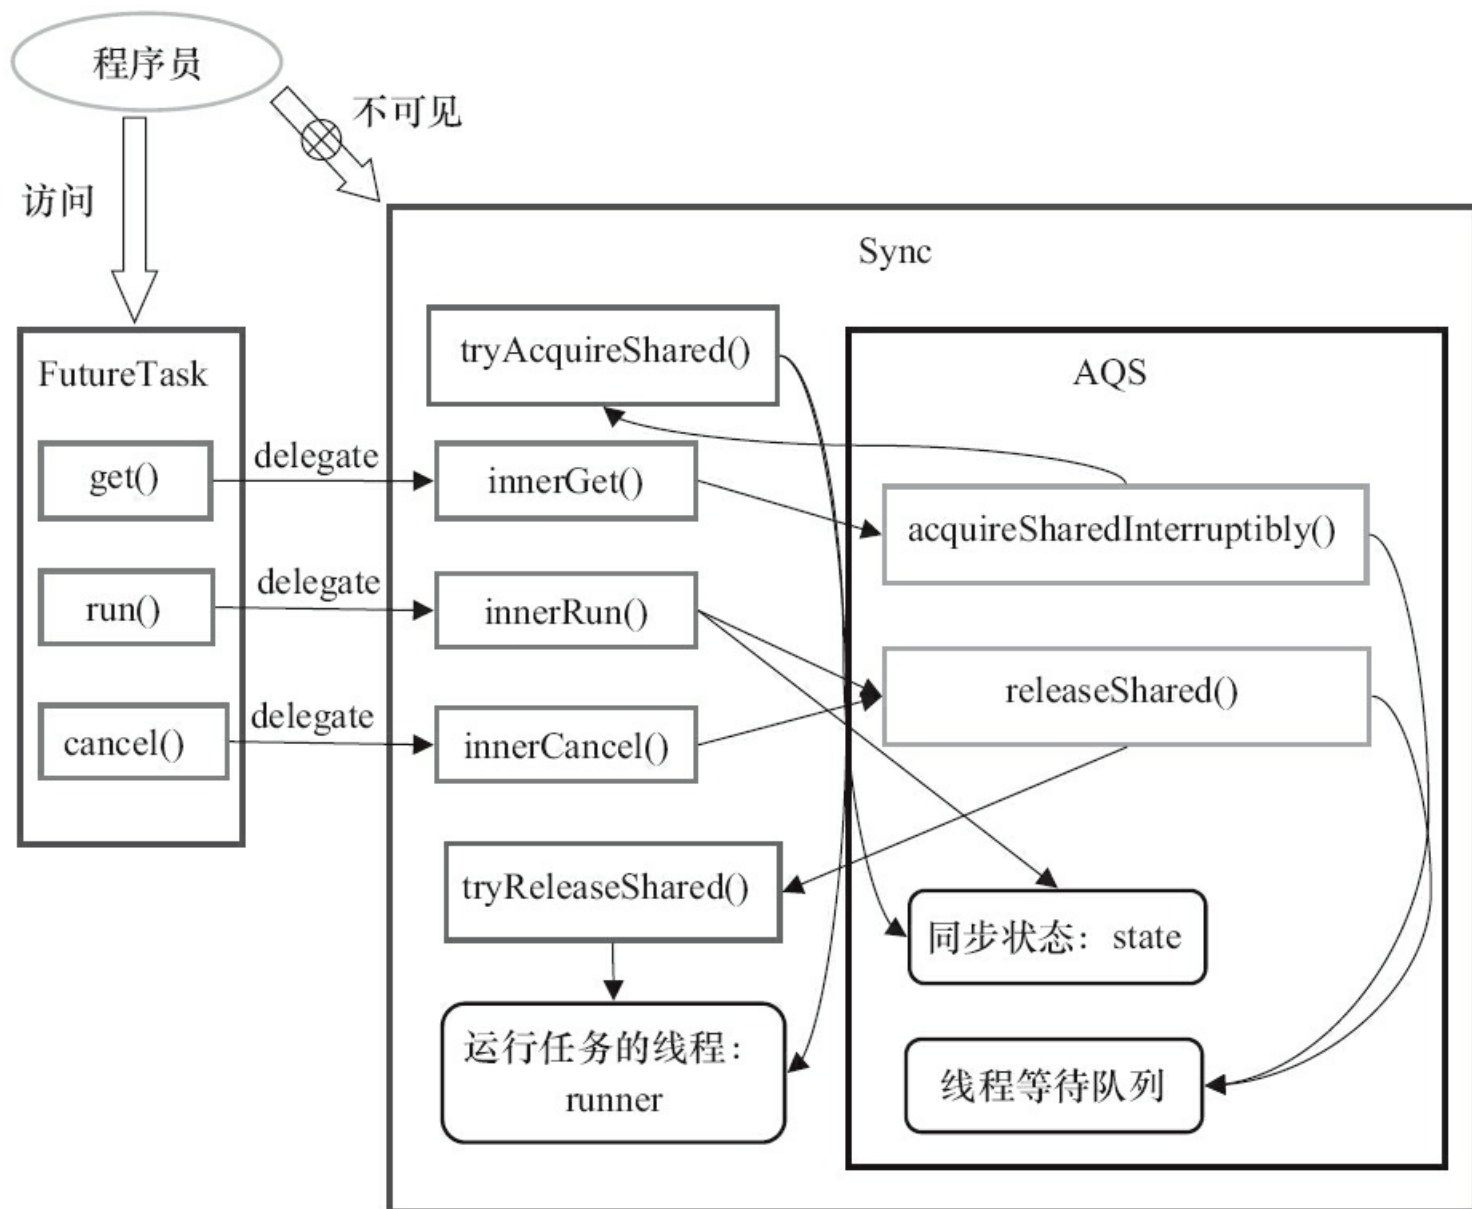 程序员
不可见
访问
Sync
tryAcquireShared()
FutureTask
AQS
get()
delegate
innerGet()
acquireSharedInterruptibly()
run()
delegate
innerRun()
releaseShared()
cancel()
delegate
innerCancel()
tryReleaseShared()
同步状态：state
运行任务的线程：
runner
线程等待队列